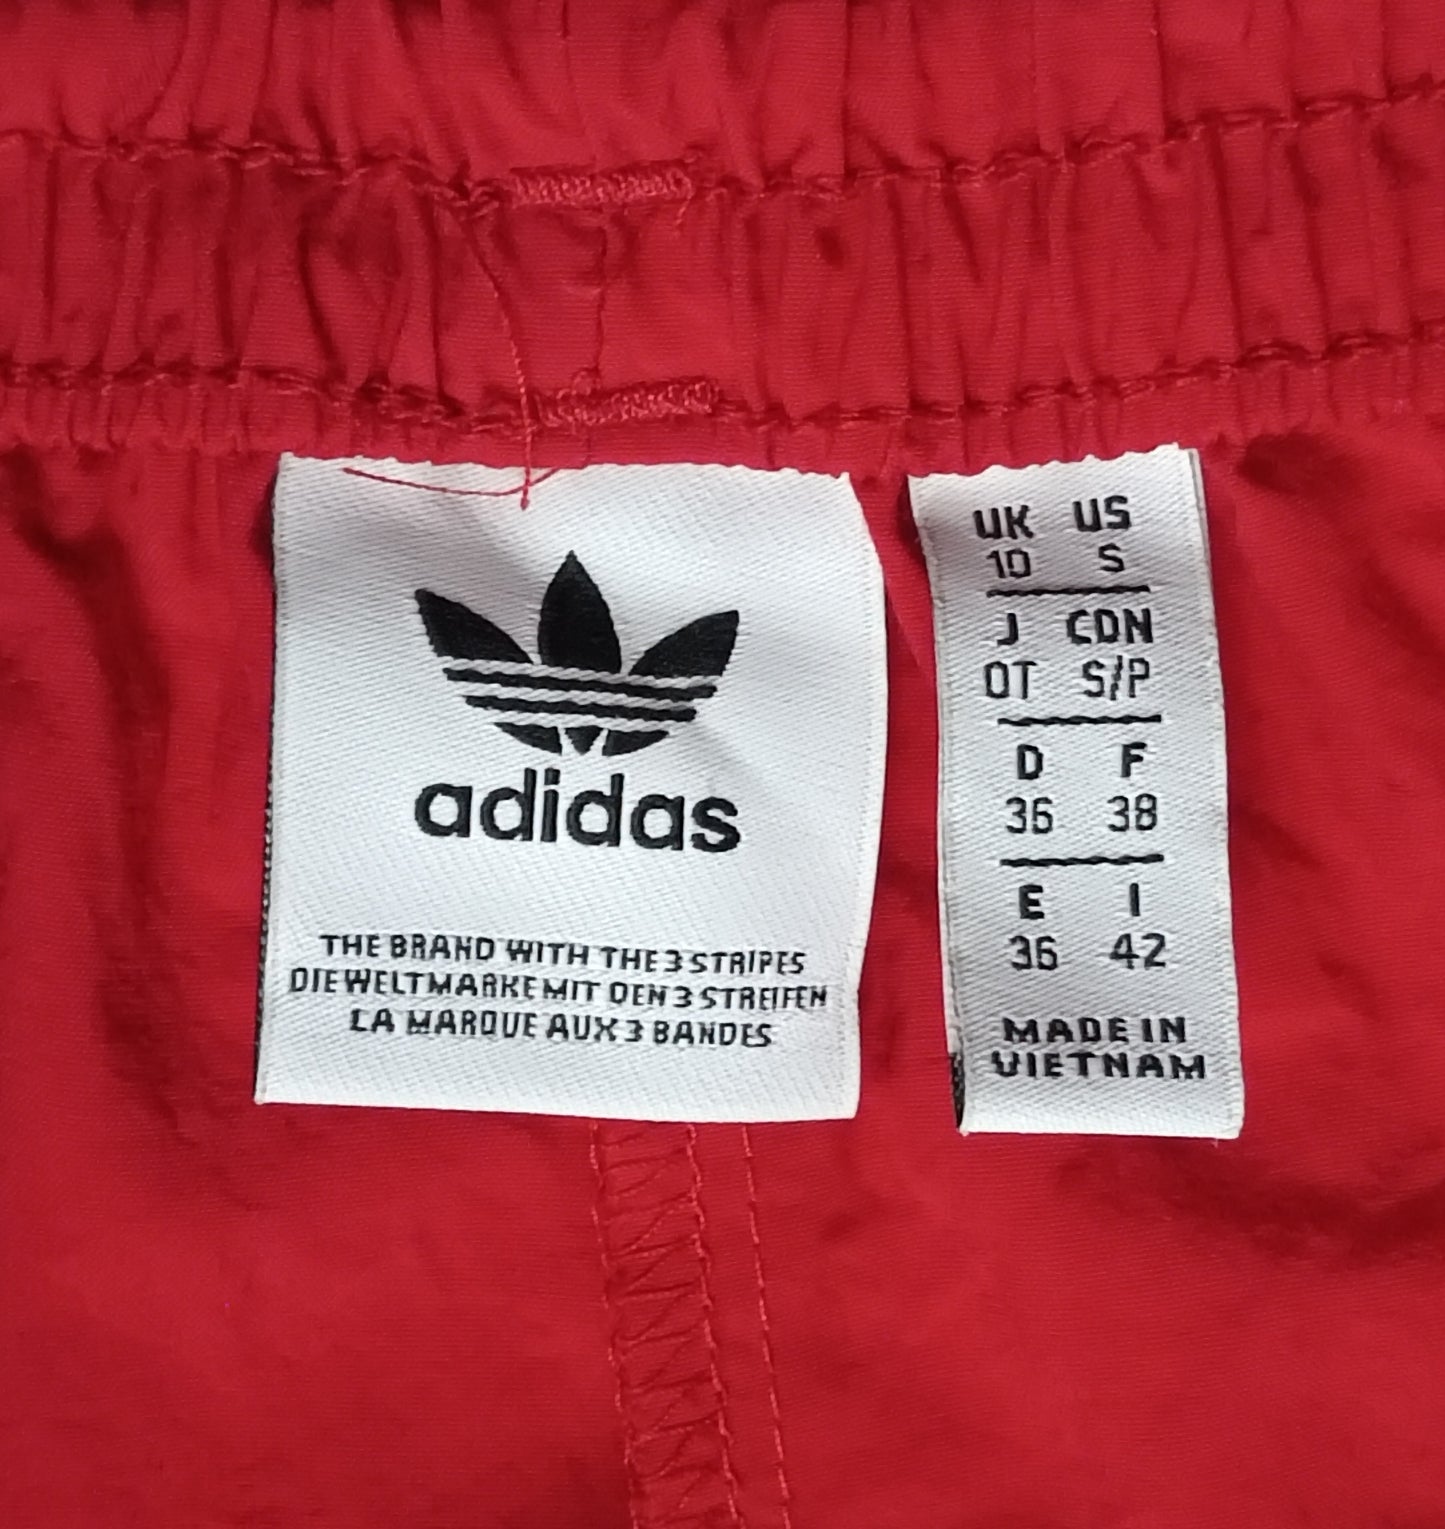 adidas
THE BRAND WITH THE 3 STRIPES
DIE WELTMARKE MIT DEN 3 STREIFEN
LA MARQUE AUX 3 BANDES
UK US
10 S
J CDN
OT S/P
D F
36 38
E I
36 42
MADE IN
VIETNAM